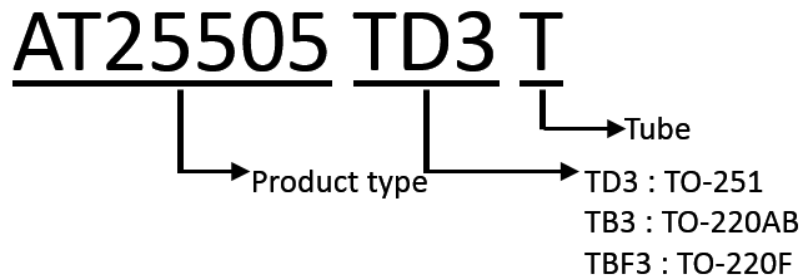 AT25505 TD3 T
Tube
Product type
TD3 : TO-251
TB3 : TO-220AB
TBF3 : TO-220F